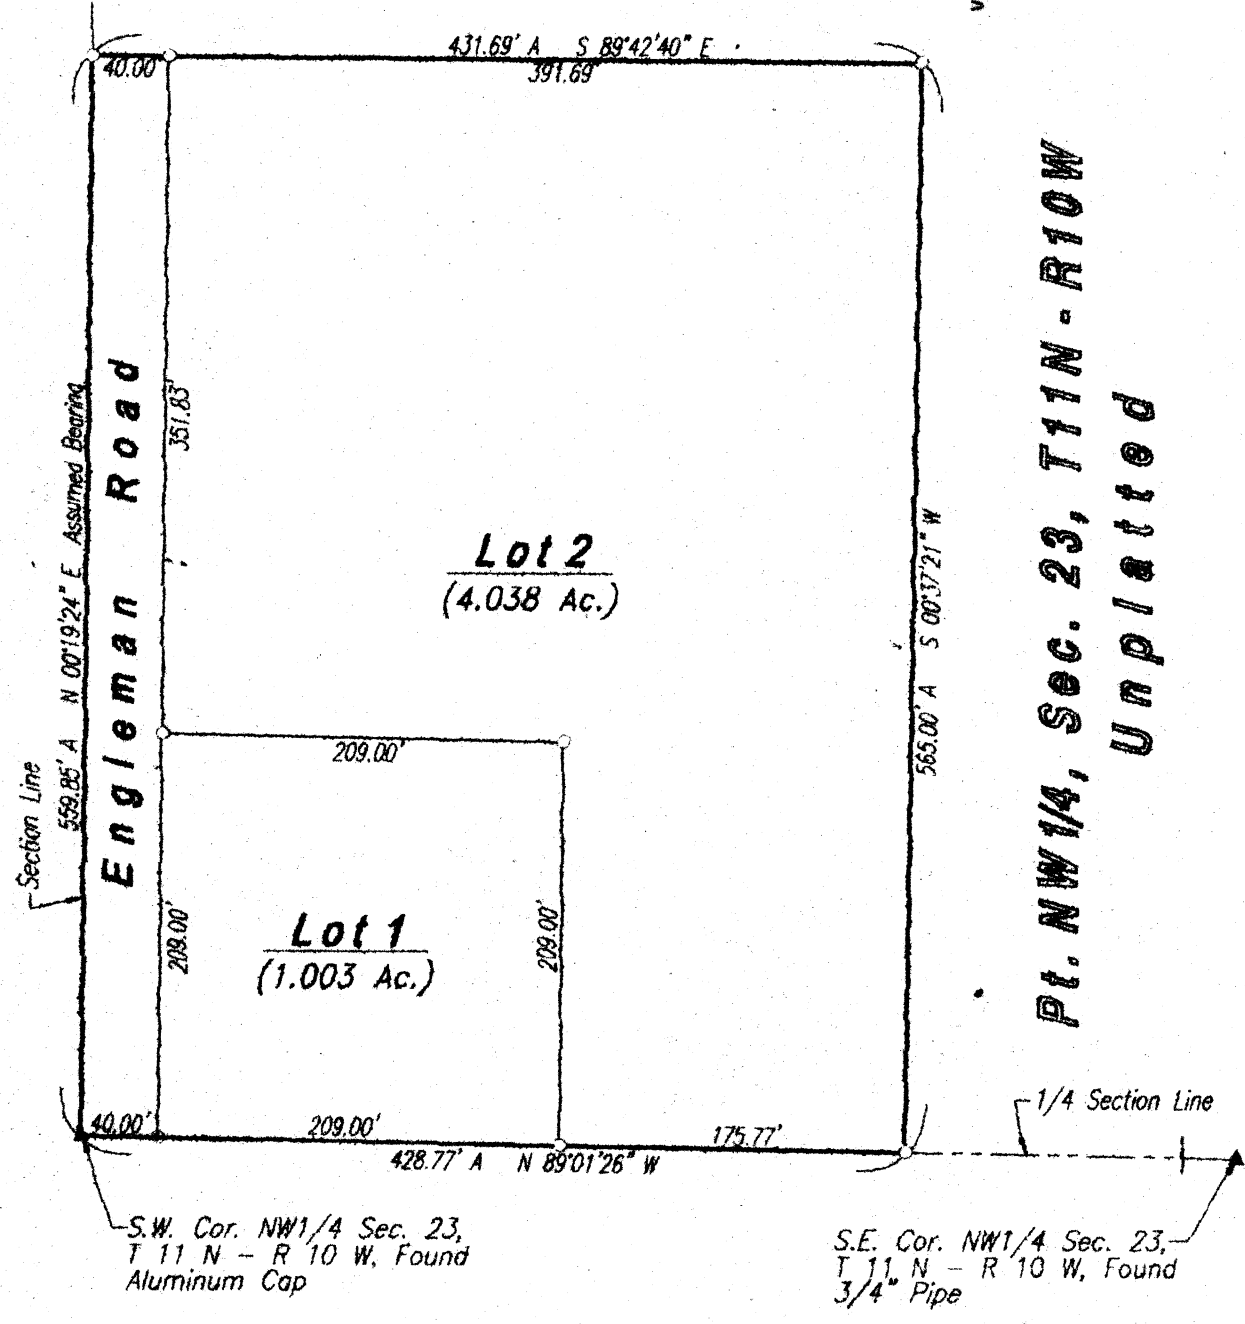 431.69' A S 89°42'40" E
40.00'
391.69'
Pt. NW1/4, Sec. 23, T11N - R10W
Unplatted
Engleman Road
351.83'
559.85' A N 00°19'24" E Assumed Bearing
Section Line
Lot 2
(4.038 Ac.)
565.00' A S 00°37'21" W
209.00'
209.00'
209.00'
Lot 1
(1.003 Ac.)
40.00'
209.00'
175.77'
428.77' A N 89°01'26" W
1/4 Section Line
S.W. Cor. NW1/4 Sec. 23,
T 11 N - R 10 W, Found
Aluminum Cap
S.E. Cor. NW1/4 Sec. 23,
T 11 N - R 10 W, Found
3/4" Pipe